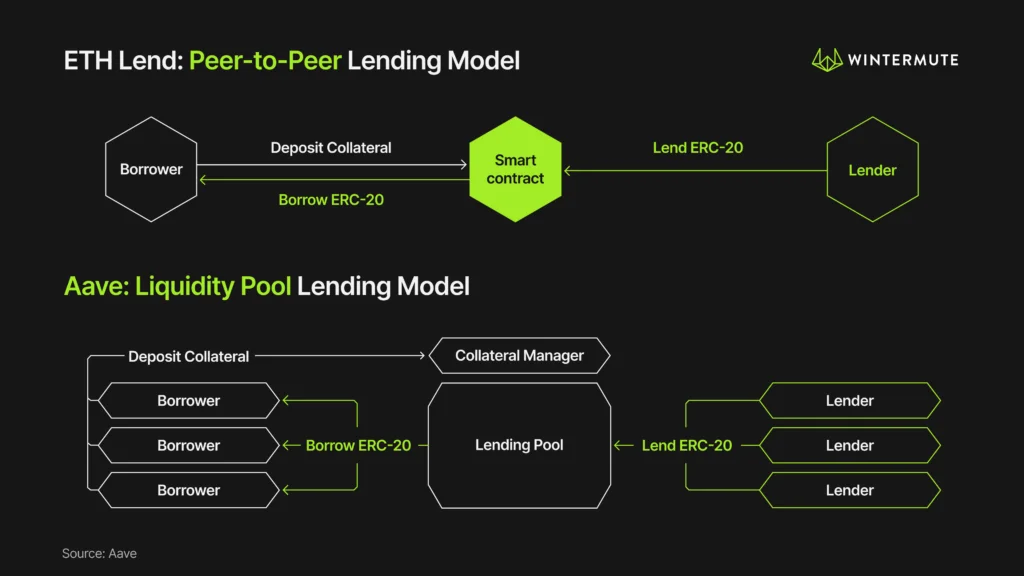 ETH Lend: Peer-to-Peer Lending Model
WINTERMUTE
Borrower
Deposit Collateral
Borrow ERC-20
Smart
contract
Lend ERC-20
Lender
Aave: Liquidity Pool Lending Model
Deposit Collateral
Collateral Manager
Borrower
Borrower
Borrower
Borrow ERC-20
Lending Pool
Lend ERC-20
Lender
Lender
Lender
Source: Aave